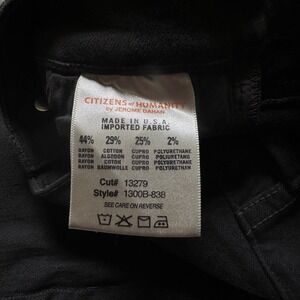 CITIZENS of HUMANITY
by JEROME DAHAN
MADE IN U.S.A
IMPORTED FABRIC
44% 29% 25% 2%
RAYON COTTON CUPRO POLYURETHANE
RAYON ALGODON CUPRO POLYURETANO
RAYON COTON CUPRO POLYURETHANE
RAYON BAUMWOLLE CUPRO POLYURETHAN
Cut# 13279
Style# 1300B-838
SEE CARE ON REVERSE